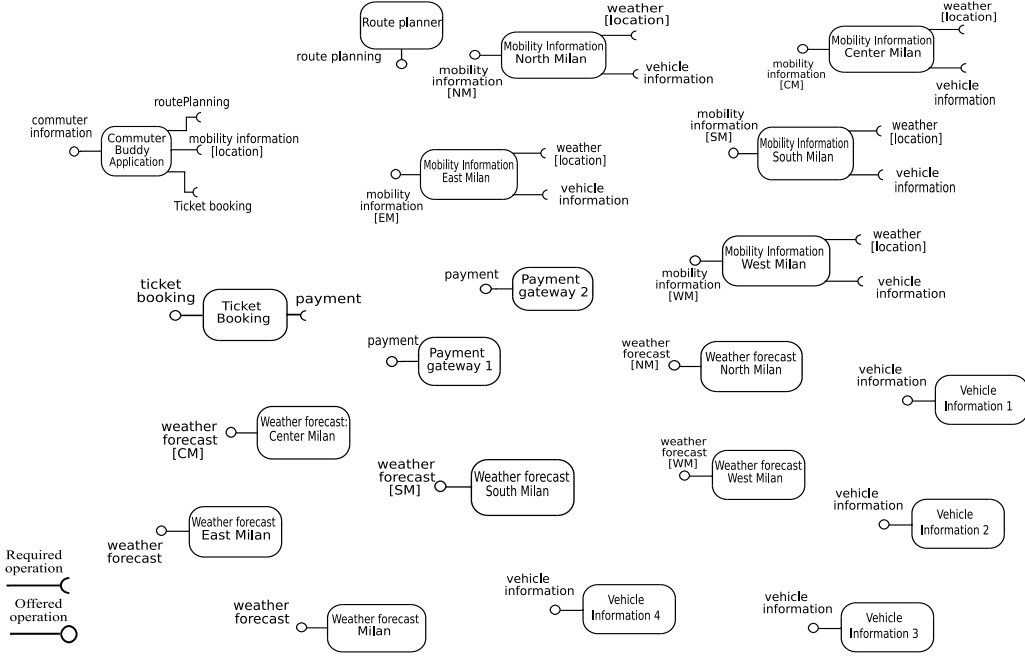 Route planner
route planning
weather
[location]
Mobility Information
North Milan
mobility
information
[NM]
vehicle
information
weather
[location]
Mobility Information
Center Milan
mobility
information
[CM]
vehicle
information
routePlanning
commuter
information
Commuter
Buddy
Application
mobility information
[location]
Ticket booking
weather
[location]
Mobility Information
East Milan
mobility
information
[EM]
vehicle
information
mobility
information
[SM]
weather
[location]
Mobility Information
South Milan
vehicle
information
weather
[location]
Mobility Information
West Milan
mobility
information
[WM]
vehicle
information
ticket
booking
Ticket
Booking
payment
payment
Payment
gateway 2
payment
Payment
gateway 1
weather
forecast
[NM]
Weather forecast
North Milan
vehicle
information
Vehicle
Information 1
weather
forecast
[CM]
Weather forecast:
Center Milan
weather
forecast
[SM]
Weather forecast
South Milan
weather
forecast
[WM]
Weather forecast
West Milan
vehicle
information
Vehicle
Information 2
Weather forecast
East Milan
weather
forecast
Required
operation
Offered
operation
weather
forecast
Weather forecast
Milan
vehicle
information
Vehicle
Information 4
vehicle
information
Vehicle
Information 3